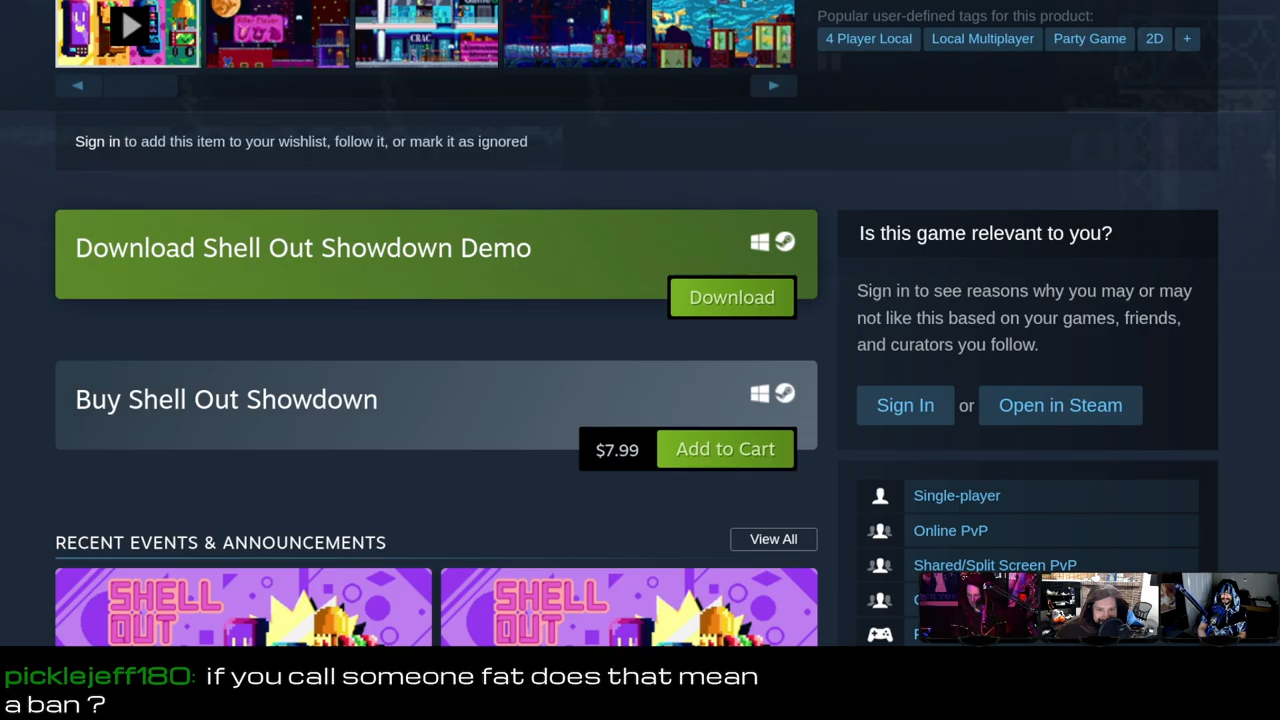 CRAC
Popular user-defined tags for this product:
4 Player Local
Local Multiplayer
Party Game
2D
+
Sign in to add this item to your wishlist, follow it, or mark it as ignored
Download Shell Out Showdown Demo
Download
Is this game relevant to you?
Sign in to see reasons why you may or may
not like this based on your games, friends,
and curators you follow.
Sign In or Open in Steam
Buy Shell Out Showdown
$7.99
Add to Cart
Single-player
Online PvP
Shared/Split Screen PvP
RECENT EVENTS & ANNOUNCEMENTS
View All
SHELL
OUT
SHELL
OUT
picklejeff180: if you call someone fat does that mean
a ban ?